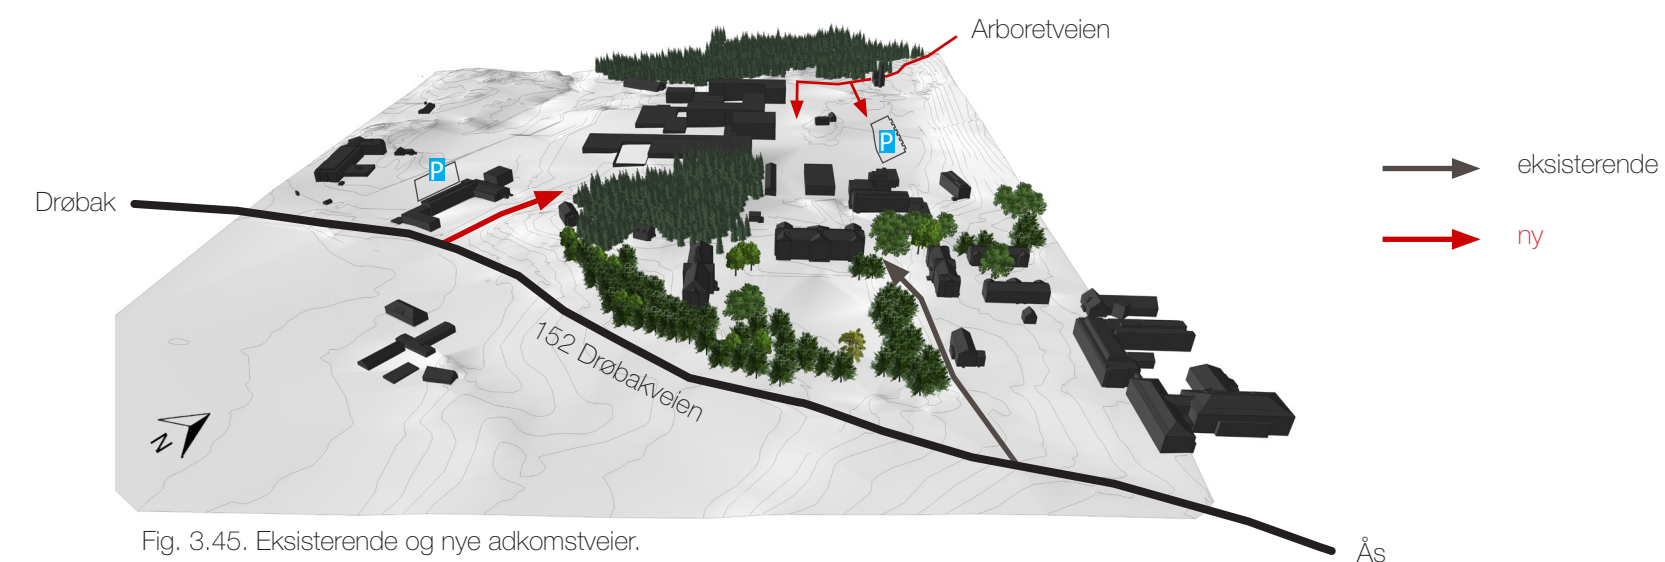 Arboretveien
P
P
eksisterende
Drøbak
ny
152 Drøbakveien
N
Fig. 3.45. Eksisterende og nye adkomstveier.
Ås